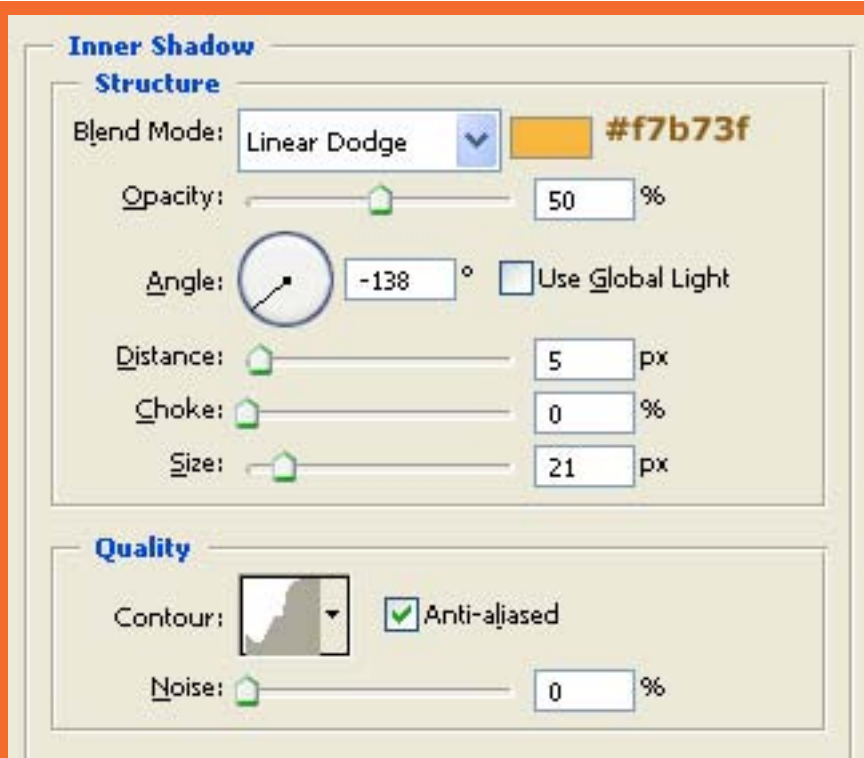 Inner Shadow
Structure
Blend Mode: Linear Dodge #f7b73f
Opacity: 50 %
Angle: -138 ° Use Global Light
Distance: 5 px
Choke: 0 %
Size: 21 px
Quality
Contour: Anti-aliased
Noise: 0 %